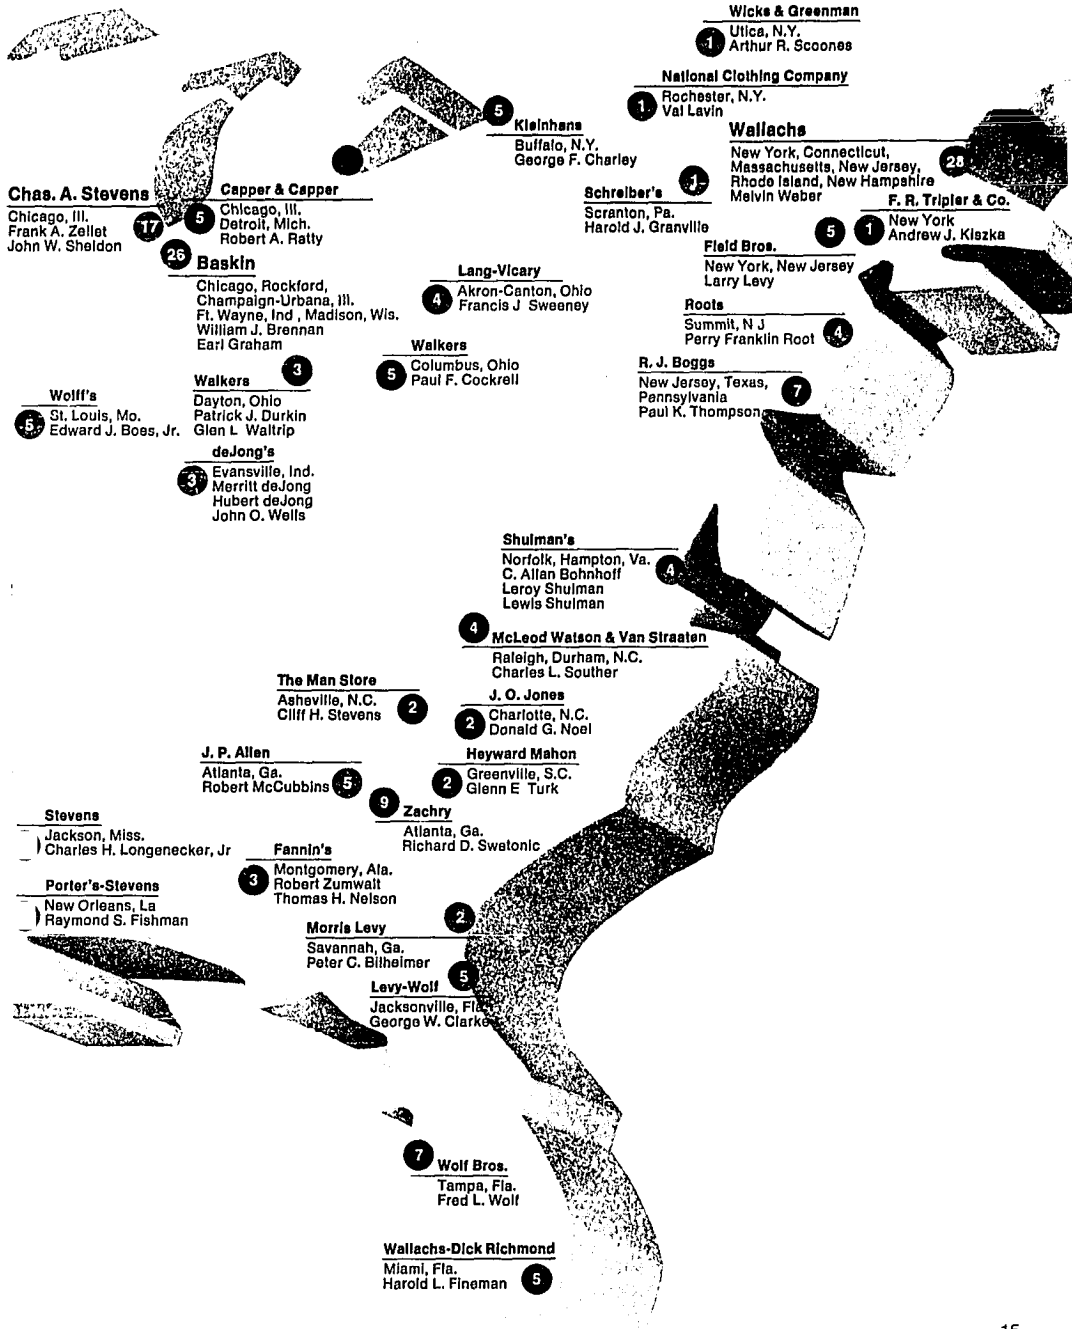 Wicks & Greenman
Utica, N.Y.
1
Arthur R. Scoones
National Clothing Company
Rochester, N.Y.
1
Val Lavin
5
Kleinhans
Buffalo, N.Y.
George F. Charley
Wallachs
New York, Connecticut,
Massachusetts, New Jersey,
28
Rhode Island, New Hampshire
Melvin Weber
1
Schreiber's
Scranton, Pa.
Harold J. Granville
F. R. Tripler & Co.
1
New York
Andrew J. Kiszka
5
Field Bros.
New York, New Jersey
Larry Levy
Chas. A. Stevens
Chicago, Ill.
17
Frank A. Zellet
John W. Sheldon
Capper & Capper
5
Chicago, Ill.
Detroit, Mich.
Robert A. Ratty
26
Baskin
Chicago, Rockford,
Champaign-Urbana, Ill.
Ft. Wayne, Ind , Madison, Wis.
William J. Brennan
Earl Graham
Lang-Vicary
4
Akron-Canton, Ohio
Francis J Sweeney
Roots
Summit, N J
4
Perry Franklin Root
Walkers
5
Columbus, Ohio
Paul F. Cockrell
R. J. Boggs
New Jersey, Texas,
7
Pennsylvania
Paul K. Thompson
3
Walkers
Dayton, Ohio
Patrick J. Durkin
Glen L Waltrip
Wolff's
5
St. Louis, Mo.
Edward J. Boes, Jr.
deJong's
3
Evansville, Ind.
Merritt deJong
Hubert deJong
John O. Wells
Shulman's
Norfolk, Hampton, Va.
4
C. Allan Bohnhoff
Leroy Shulman
Lewis Shulman
4
McLeod Watson & Van Straaten
Raleigh, Durham, N.C.
Charles L. Souther
The Man Store
Asheville, N.C.
2
Cliff H. Stevens
J. O. Jones
2
Charlotte, N.C.
Donald G. Noel
J. P. Allen
Atlanta, Ga.
5
Robert McCubbins
Heyward Mahon
2
Greenville, S.C.
Glenn E Turk
9
Zachry
Atlanta, Ga.
Richard D. Swetonic
Stevens
Jackson, Miss.
Charles H. Longenecker, Jr
Fannin's
3
Montgomery, Ala.
Robert Zumwalt
Thomas H. Nelson
Porter's-Stevens
New Orleans, La
Raymond S. Fishman
2
Morris Levy
Savannah, Ga.
Peter C. Bilheimer
5
Levy-Wolf
Jacksonville, Fla
George W. Clarke
7
Wolf Bros.
Tampa, Fla.
Fred L. Wolf
Wallachs-Dick Richmond
Miami, Fla.
5
Harold L. Fineman
15